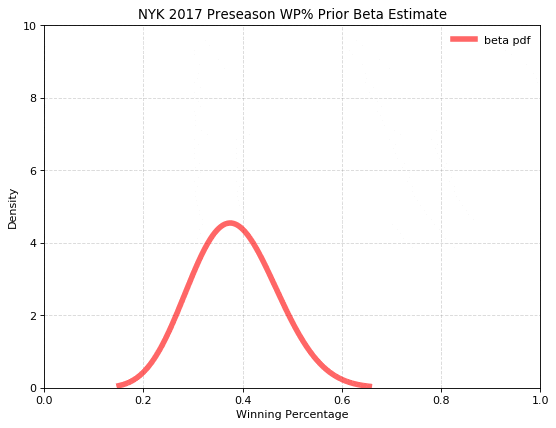 NYK 2017 Preseason WP% Prior Beta Estimate
beta pdf
10
8
6
4
2
0
Density
0.0 0.2 0.4 0.6 0.8 1.0
Winning Percentage